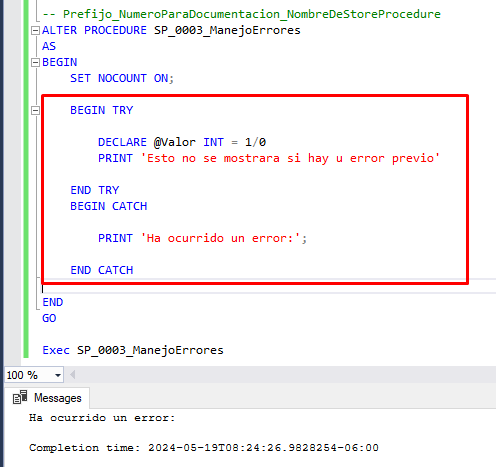 -- Prefijo_NumeroParaDocumentacion_NombreDeStoreProcedure
ALTER PROCEDURE SP_0003_ManejoErrores
AS
BEGIN
SET NOCOUNT ON;
BEGIN TRY
DECLARE @Valor INT = 1/0
PRINT 'Esto no se mostrara si hay u error previo'
END TRY
BEGIN CATCH
PRINT 'Ha ocurrido un error:';
END CATCH
END
GO
Exec SP_0003_ManejoErrores
100 %
Messages
Ha ocurrido un error:
Completion time: 2024-05-19T08:24:26.9828254-06:00